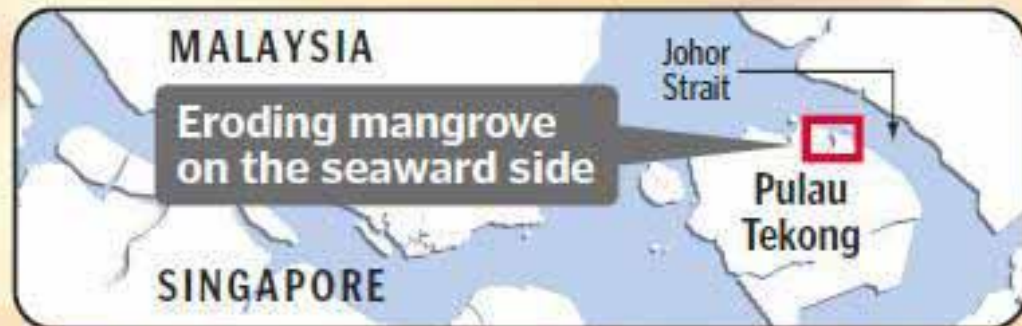 MALAYSIA
Johor
Strait
Eroding mangrove
on the seaward side
Pulau
Tekong
SINGAPORE